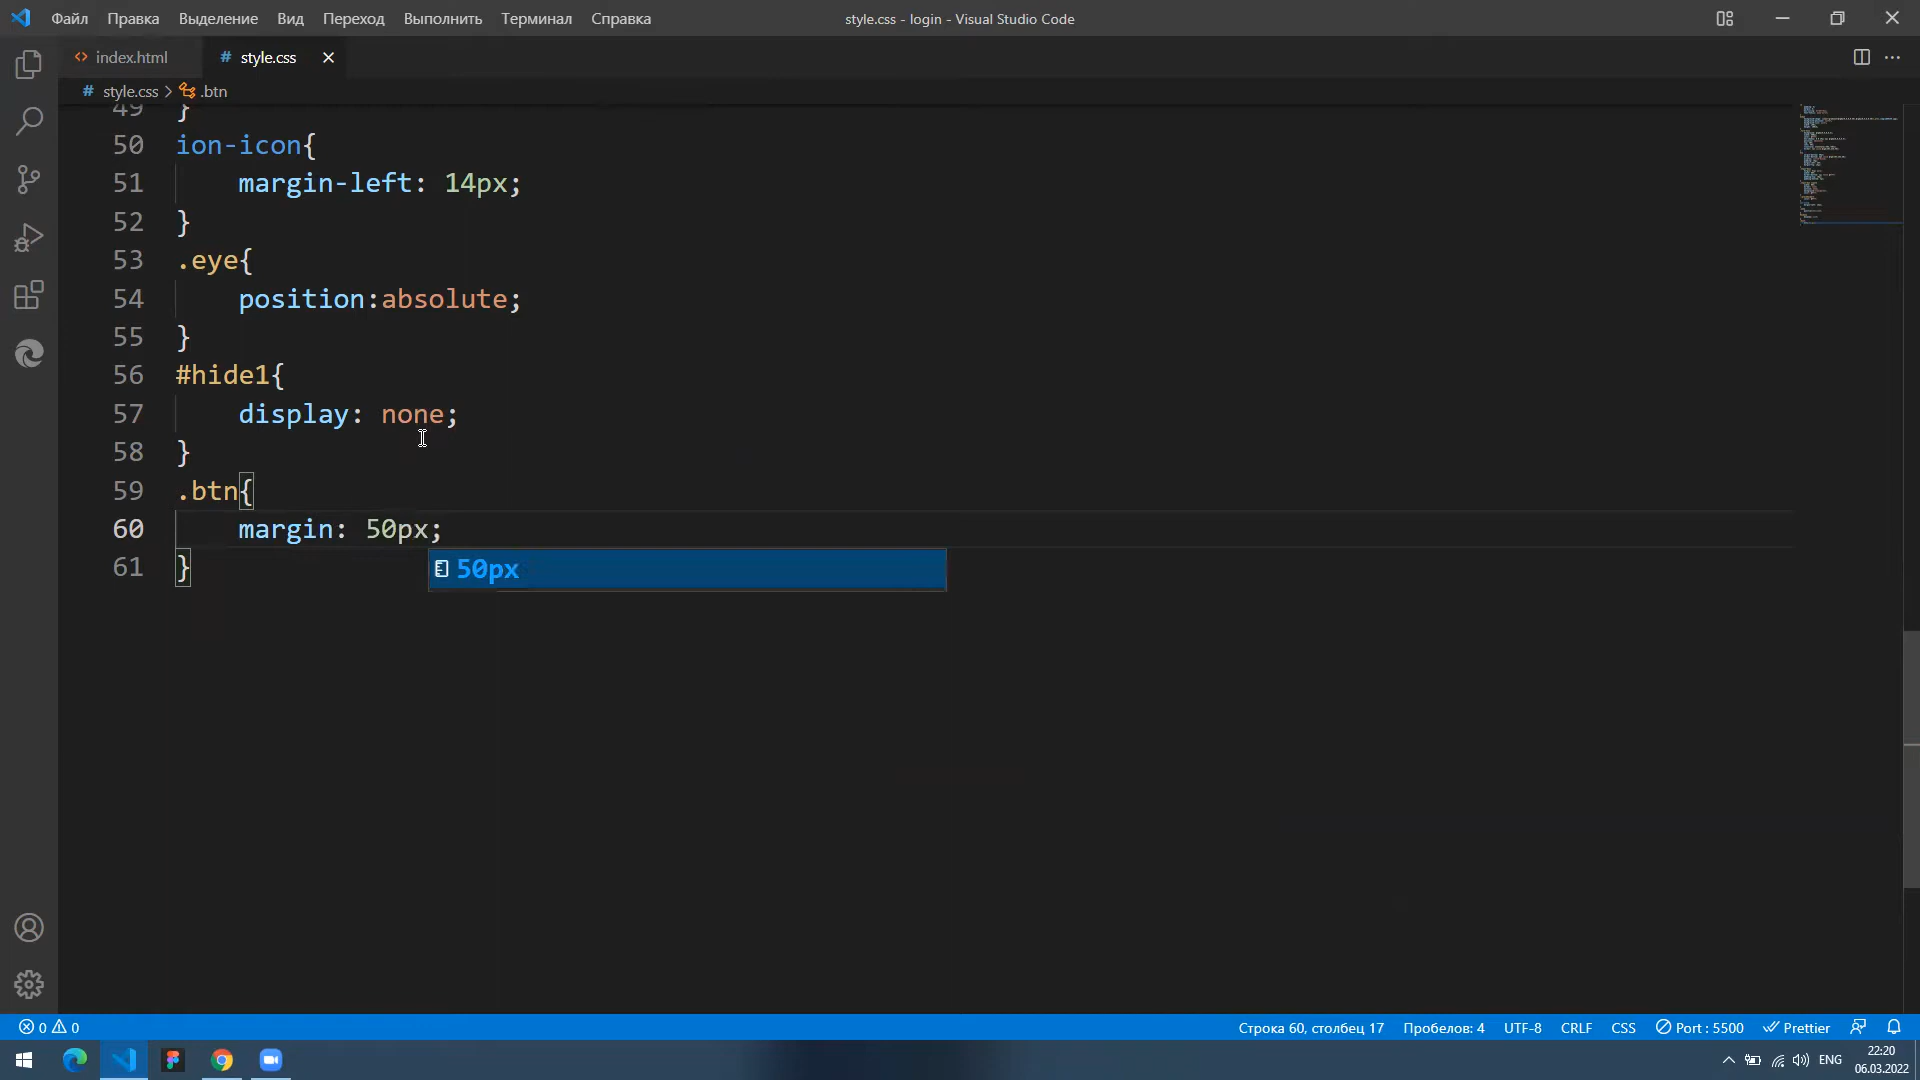 Файл Правка Выделение Вид Переход Выполнить Терминал Справка style.css - login - Visual Studio Code
<> index.html # style.css
# style.css > .btn
49 }
50 ion-icon{
51 margin-left: 14px;
52 }
53 .eye{
54 position:absolute;
55 }
56 #hide1{
57 display: none;
58 }
59 .btn{
60 margin: 50px;
61 }
50px
0 0 Строка 60, столбец 17 Пробелов: 4 UTF-8 CRLF CSS Port : 5500 Prettier
ENG 22:20
06.03.2022